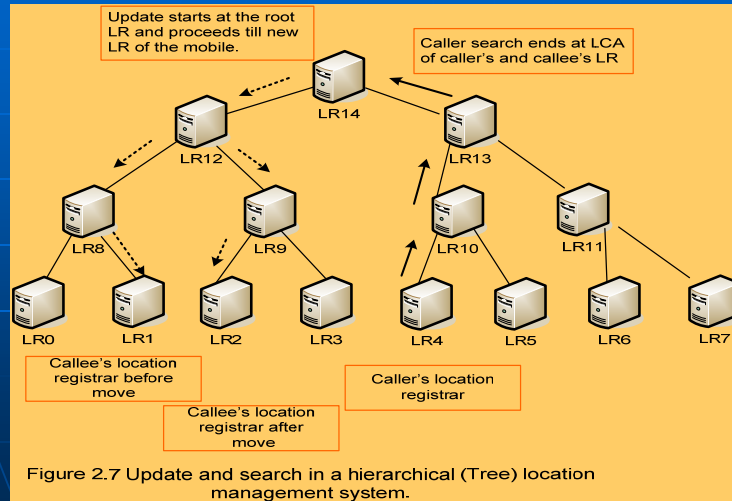 Update starts at the root
LR and proceeds till new
LR of the mobile.
Caller search ends at LCA
of caller's and callee's LR
LR14
LR12
LR13
LR8
LR9
LR10
LR11
LR0
LR1
LR2
LR3
LR4
LR5
LR6
LR7
Callee's location
registrar before
move
Caller's location
registrar
Callee's location
registrar after
move
Figure 2.7 Update and search in a hierarchical (Tree) location
management system.